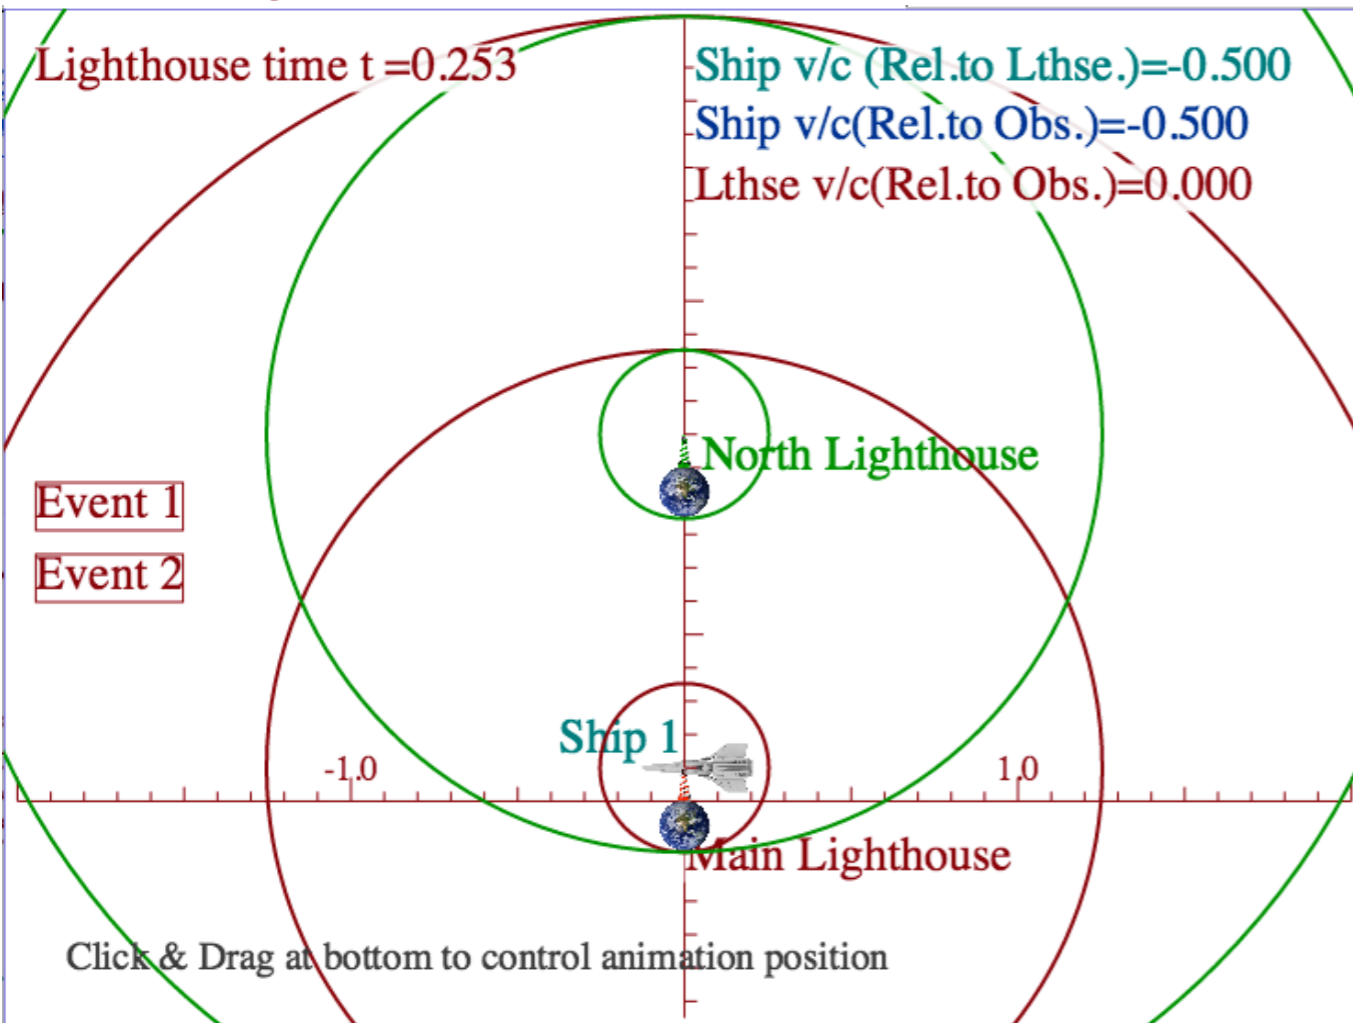 Lighthouse time t =0.253
Ship v/c (Rel.to Lthse.)=-0.500
Ship v/c(Rel.to Obs.)=-0.500
Lthse v/c(Rel.to Obs.)=0.000
North Lighthouse
Event 1
Event 2
Ship 1
-1.0
1.0
Main Lighthouse
Click & Drag at bottom to control animation position